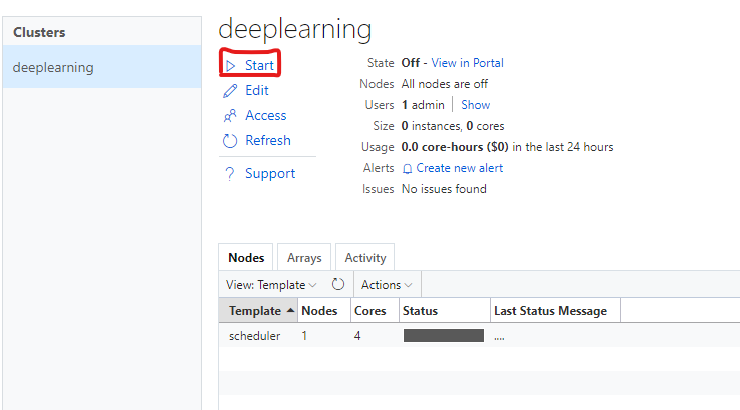 Clusters
deeplearning
deeplearning
Start
Edit
Access
Refresh
Support
State Off - View in Portal
Nodes All nodes are off
Users 1 admin Show
Size 0 instances, 0 cores
Usage 0.0 core-hours ($0) in the last 24 hours
Alerts Create new alert
Issues No issues found
Nodes Arrays Activity
View: Template Actions
Template Nodes Cores Status Last Status Message
scheduler 1 4 ....